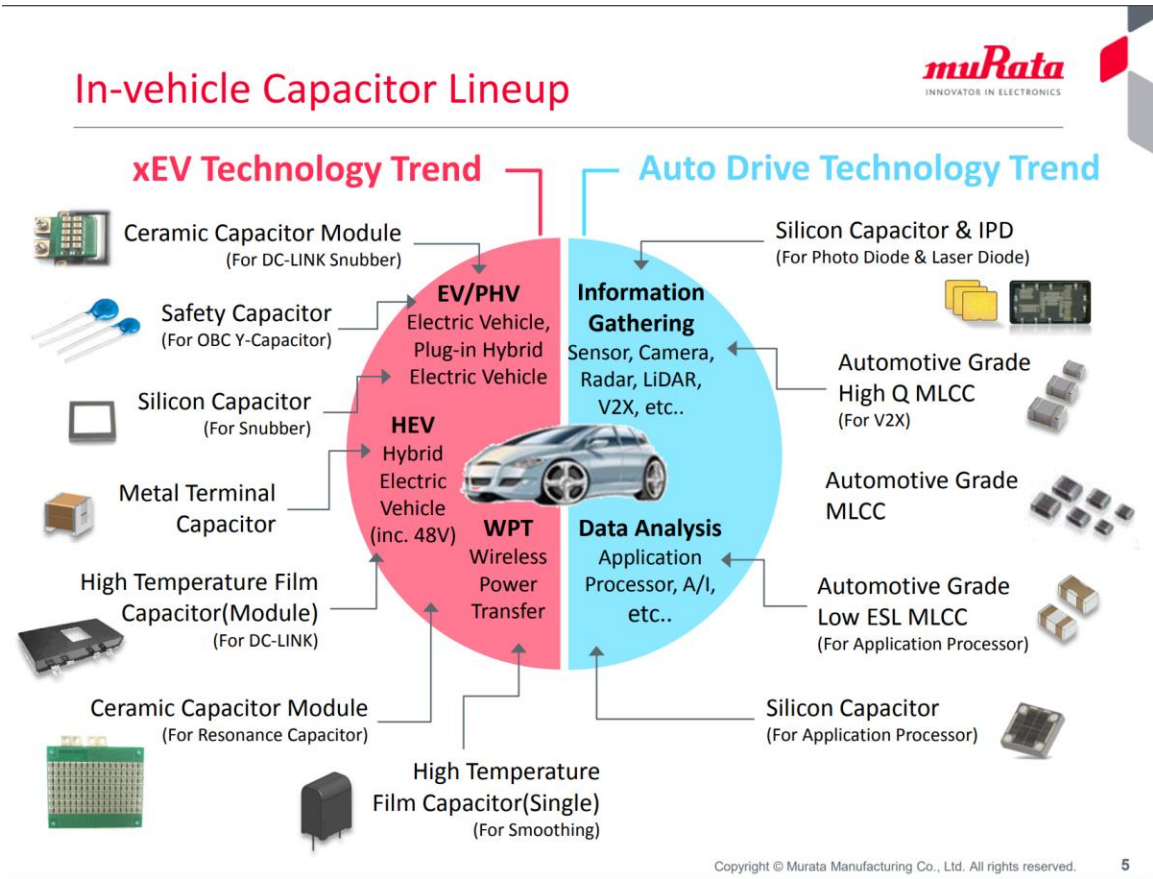 In-vehicle Capacitor Lineup
muRata
INNOVATOR IN ELECTRONICS
xEV Technology Trend
Auto Drive Technology Trend
Ceramic Capacitor Module
(For DC-LINK Snubber)
Safety Capacitor
(For OBC Y-Capacitor)
Silicon Capacitor
(For Snubber)
Metal Terminal
Capacitor
High Temperature Film
Capacitor(Module)
(For DC-LINK)
Ceramic Capacitor Module
(For Resonance Capacitor)
High Temperature
Film Capacitor(Single)
(For Smoothing)
EV/PHV
Electric Vehicle,
Plug-in Hybrid
Electric Vehicle
HEV
Hybrid
Electric
Vehicle
(inc. 48V)
WPT
Wireless
Power
Transfer
Information
Gathering
Sensor, Camera,
Radar, LiDAR,
V2X, etc..
Data Analysis
Application
Processor, A/I,
etc..
Silicon Capacitor & IPD
(For Photo Diode & Laser Diode)
Automotive Grade
High Q MLCC
(For V2X)
Automotive Grade
MLCC
Automotive Grade
Low ESL MLCC
(For Application Processor)
Silicon Capacitor
(For Application Processor)
Copyright © Murata Manufacturing Co., Ltd. All rights reserved.
5